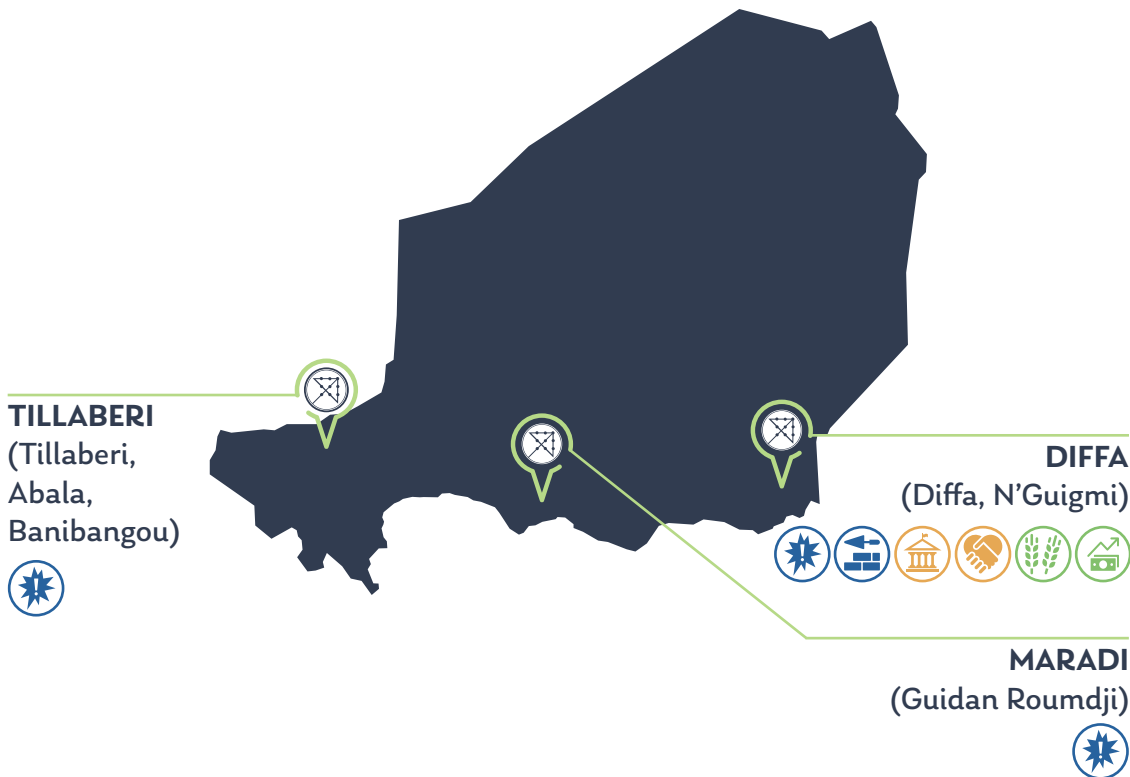 TILLABERI
(Tillaberi,
Abala,
Banibangou)
DIFFA
(Diffa, N'Guigmi)
MARADI
(Guidan Roumdji)